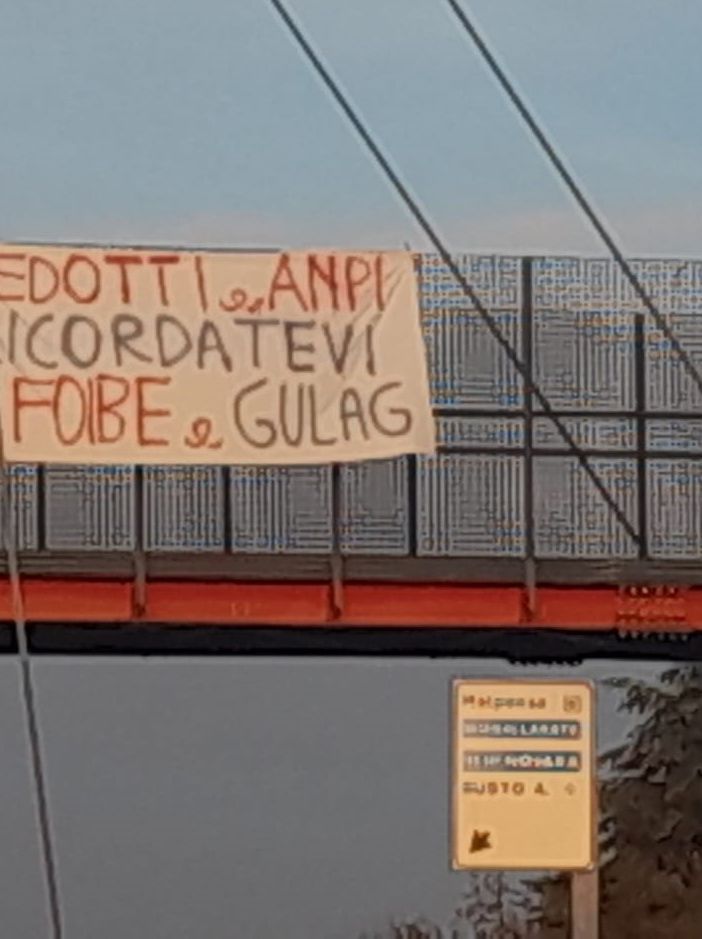 EDOTTI e ANPI
ICORDATEVI
FOIBE e GULAG
Malpensa
NOVARA
BUSTO A.